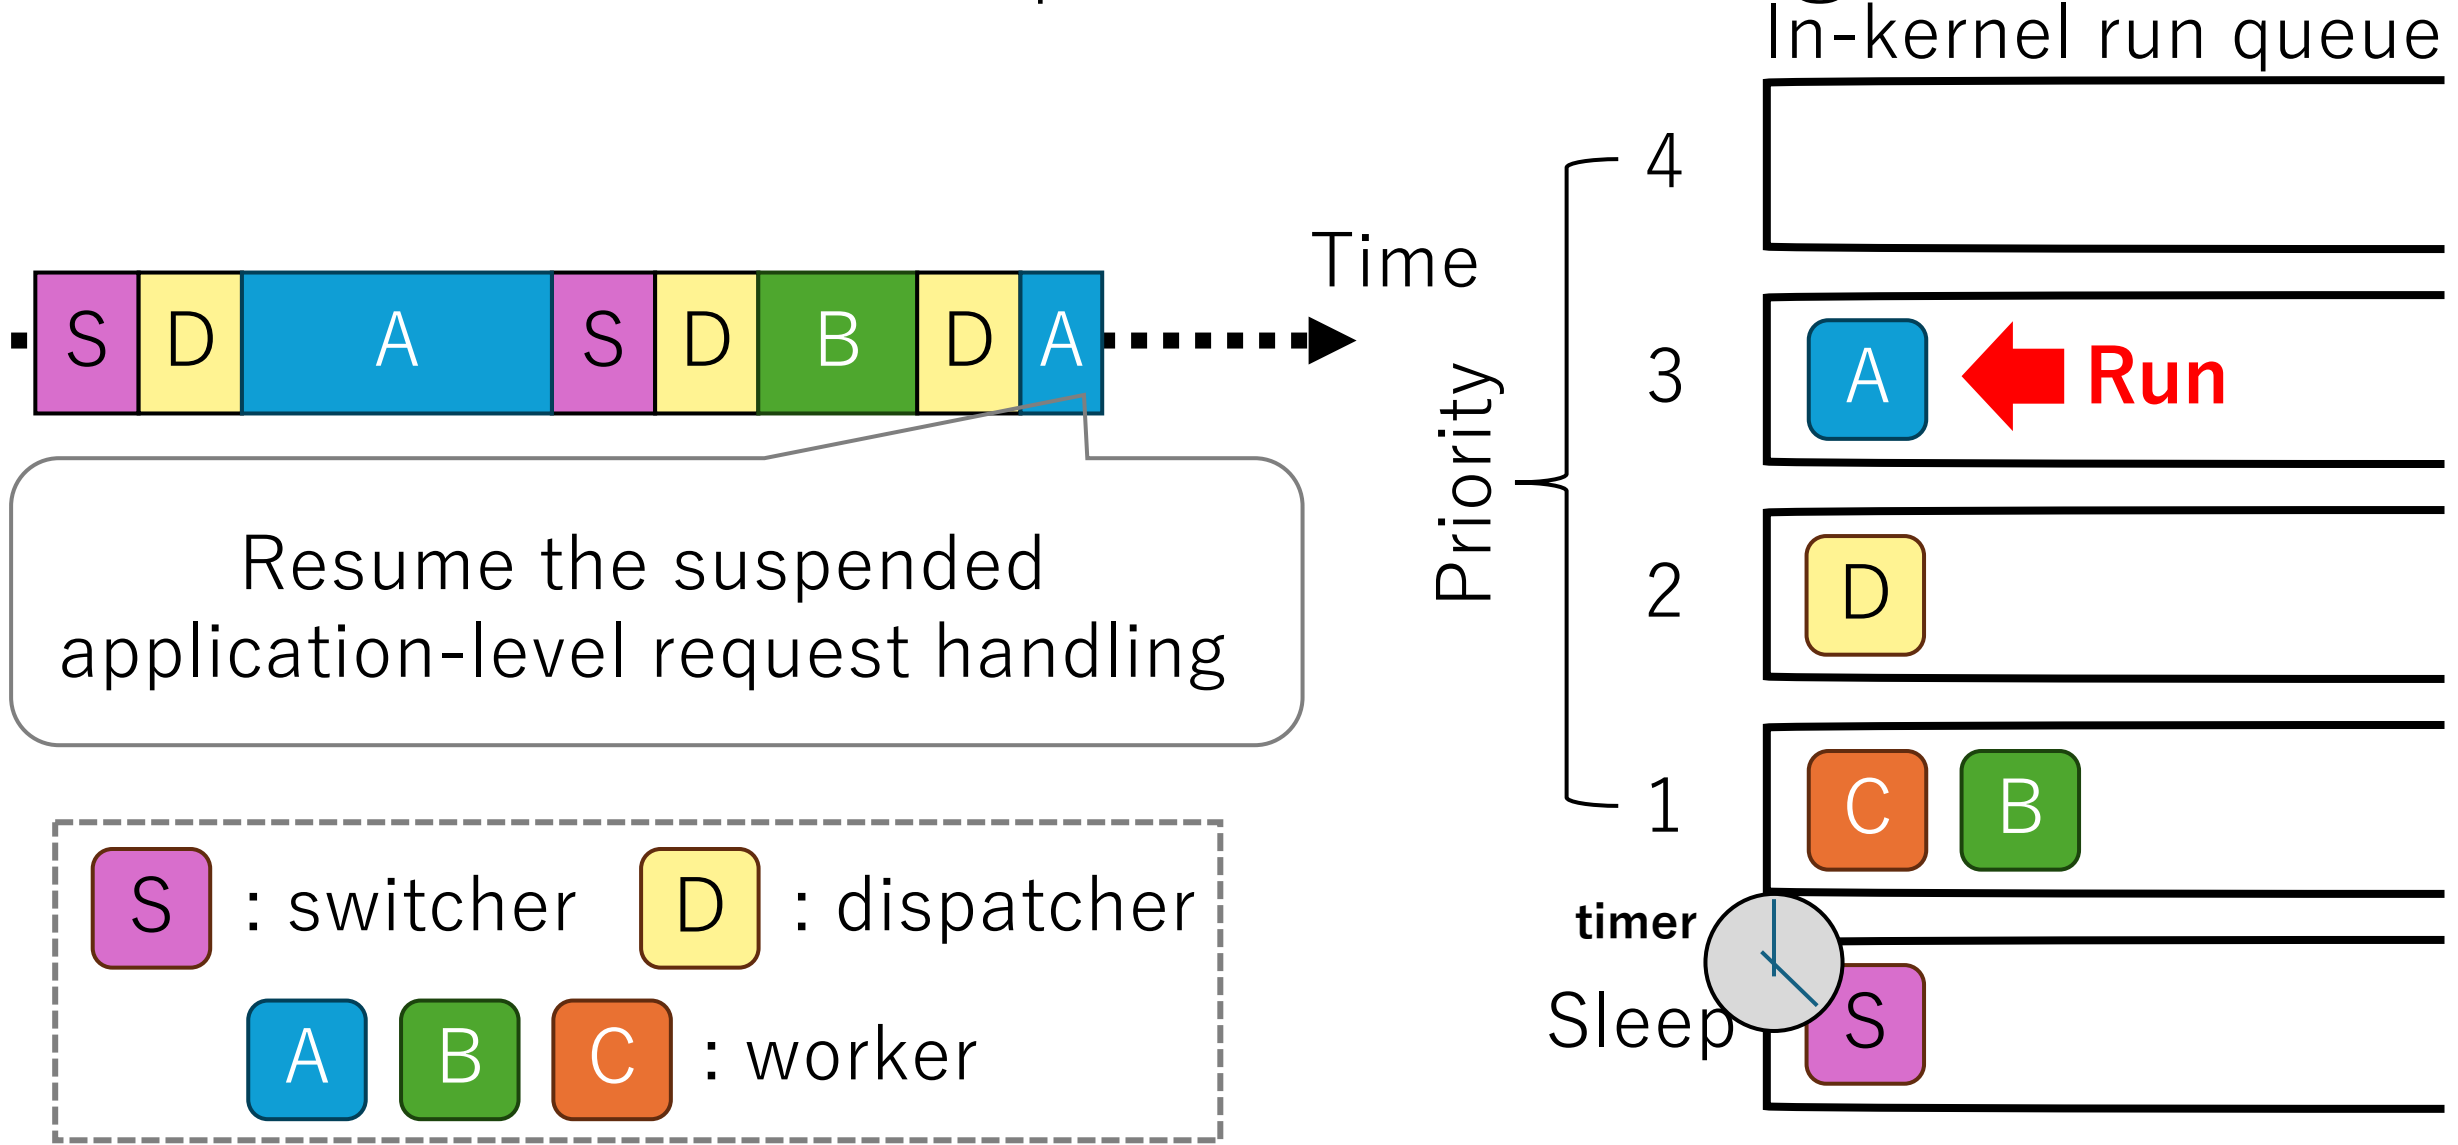 In-kernel run queue
4
Time
S D A S D B D A
3
A
Run
Priority
Resume the suspended
application-level request handling
2
D
1
C B
S : switcher D : dispatcher
A B C : worker
timer
Sleep
S